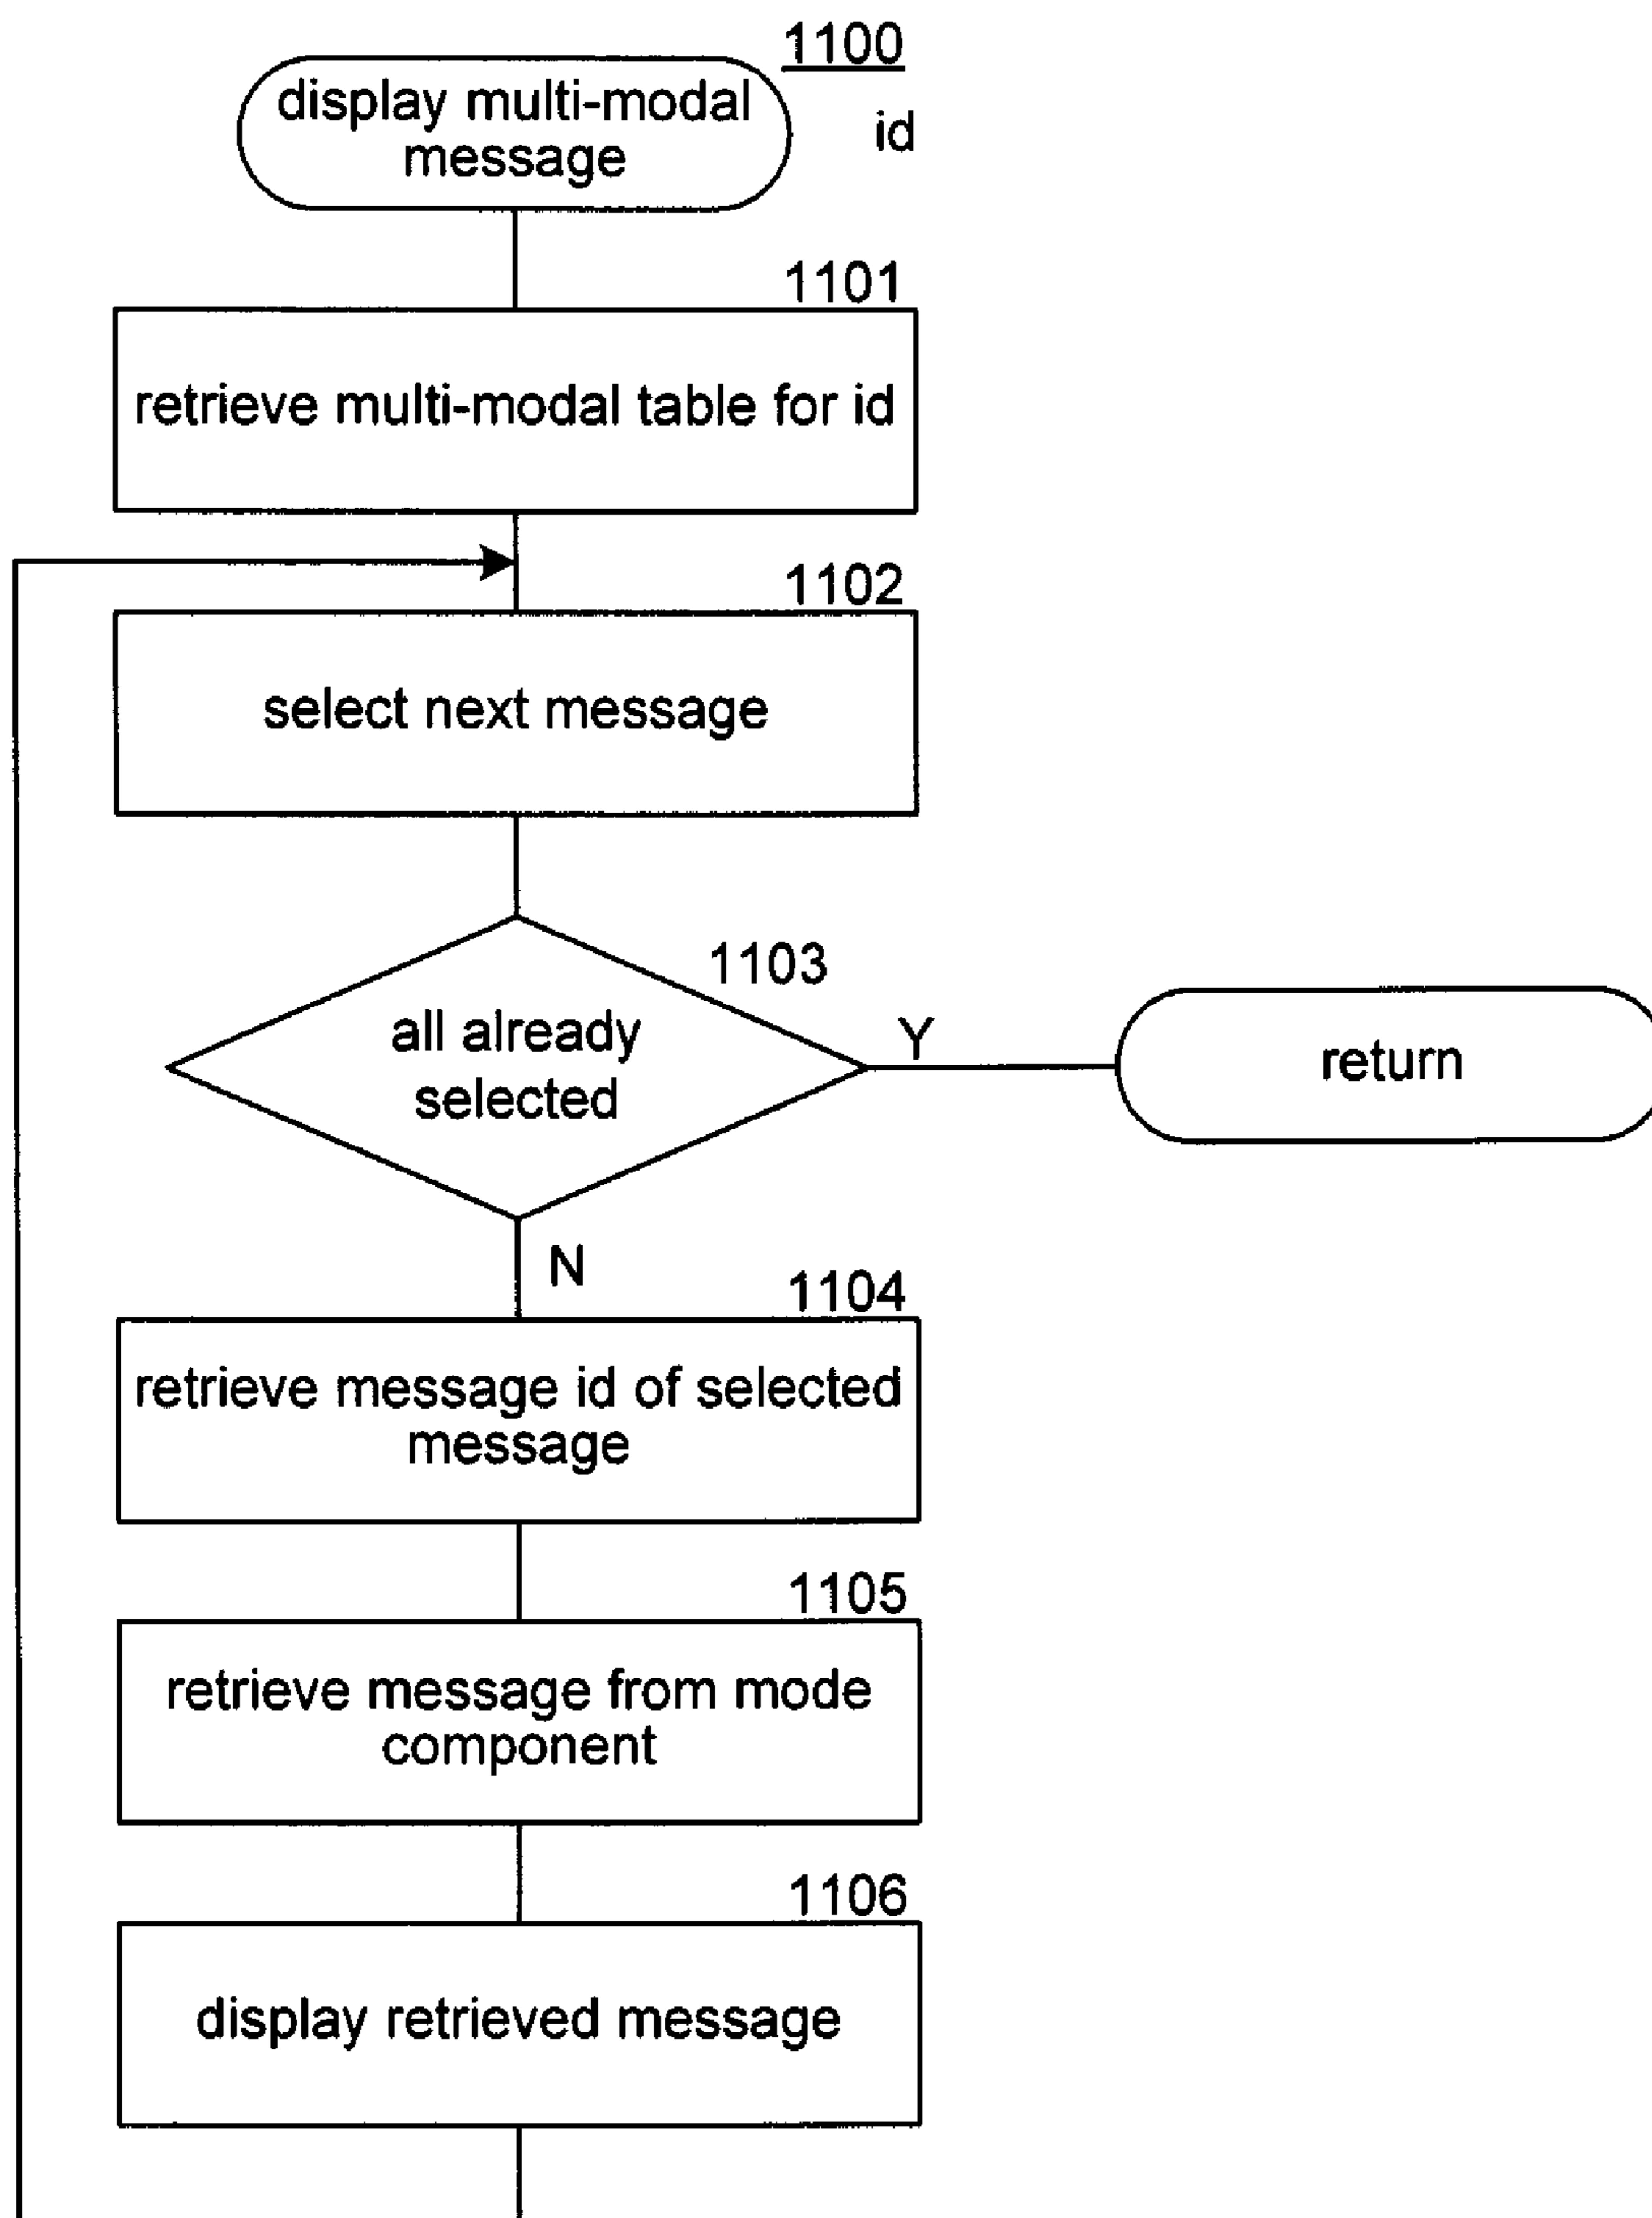 1100
display multi-modal
message
id
1101
retrieve multi-modal table for id
1102
select next message
1103
all already
selected
Y
return
N
1104
retrieve message id of selected
message
1105
retrieve message from mode
component
1106
display retrieved message